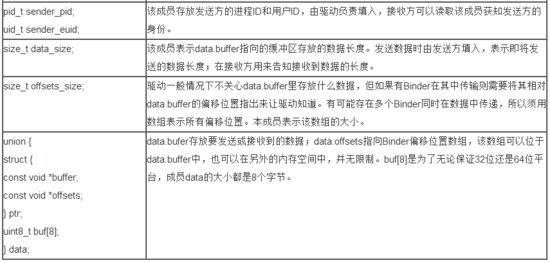 pid_t sender_pid;
uid_t sender_euid;
该成员存放发送方的进程ID和用户ID，由驱动负责填入，接收方可以读取该成员获知发送方的
身份。
size_t data_size;
该成员表示data.buffer指向的缓冲区存放的数据长度。发送数据时由发送方填入，表示即将发
送的数据长度；在接收方用来告知接收到数据的长度。
size_t offsets_size;
驱动一般情况下不关心data.buffer里存放什么数据，但如果有Binder在其中传输则需要将其相对
data.buffer的偏移位置指出来让驱动知道。有可能存在多个Binder同时在数据中传递，所以须用
数组表示所有偏移位置。本成员表示该数组的大小。
union {
struct {
const void *buffer;
const void *offsets;
} ptr;
uint8_t buf[8];
} data;
data.bufer存放要发送或接收到的数据；data.offsets指向Binder偏移位置数组，该数组可以位于
data.buffer中，也可以在另外的内存空间中，并无限制。buf[8]是为了无论保证32位还是64位平
台，成员data的大小都是8个字节。